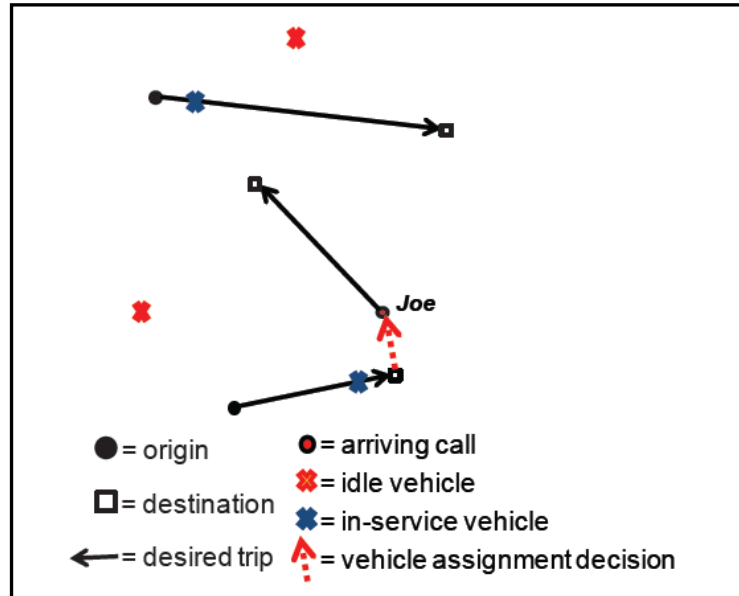 Joe
= origin
= destination
= desired trip
= arriving call
= idle vehicle
= in-service vehicle
= vehicle assignment decision